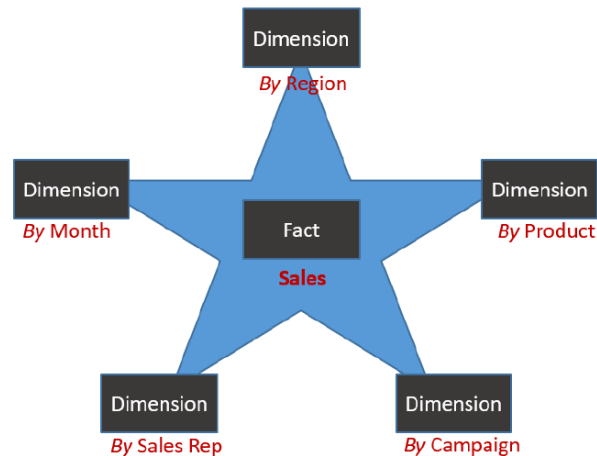 Dimension
By Region
Dimension
By Month
Dimension
By Product
Fact
Sales
Dimension
By Sales Rep
Dimension
By Campaign